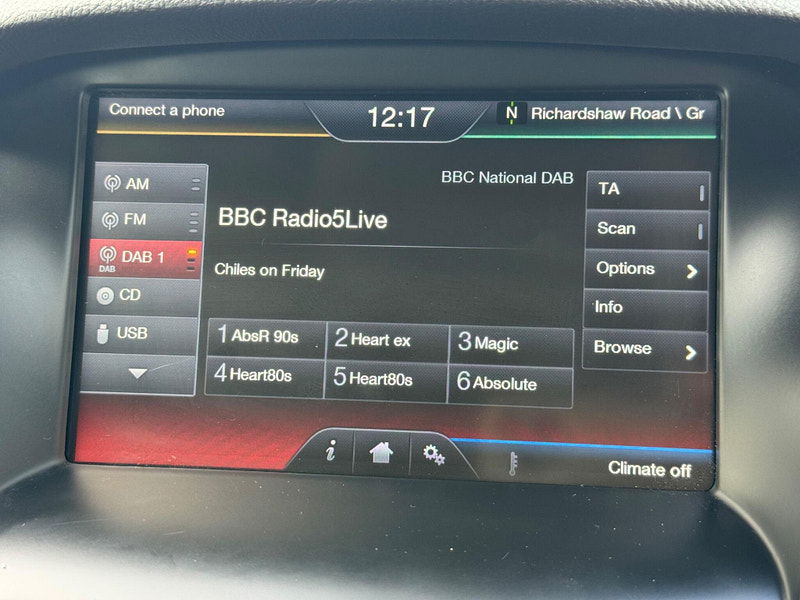 Connect a phone
12:17
N
Richardshaw Road \ Gr
AM
FM
DAB 1
DAB
CD
USB
BBC National DAB
BBC Radio5Live
Chiles on Friday
1 AbsR 90s
2 Heart ex
3 Magic
4 Heart80s
5 Heart80s
6 Absolute
TA
Scan
Options
Info
Browse
i
Climate off